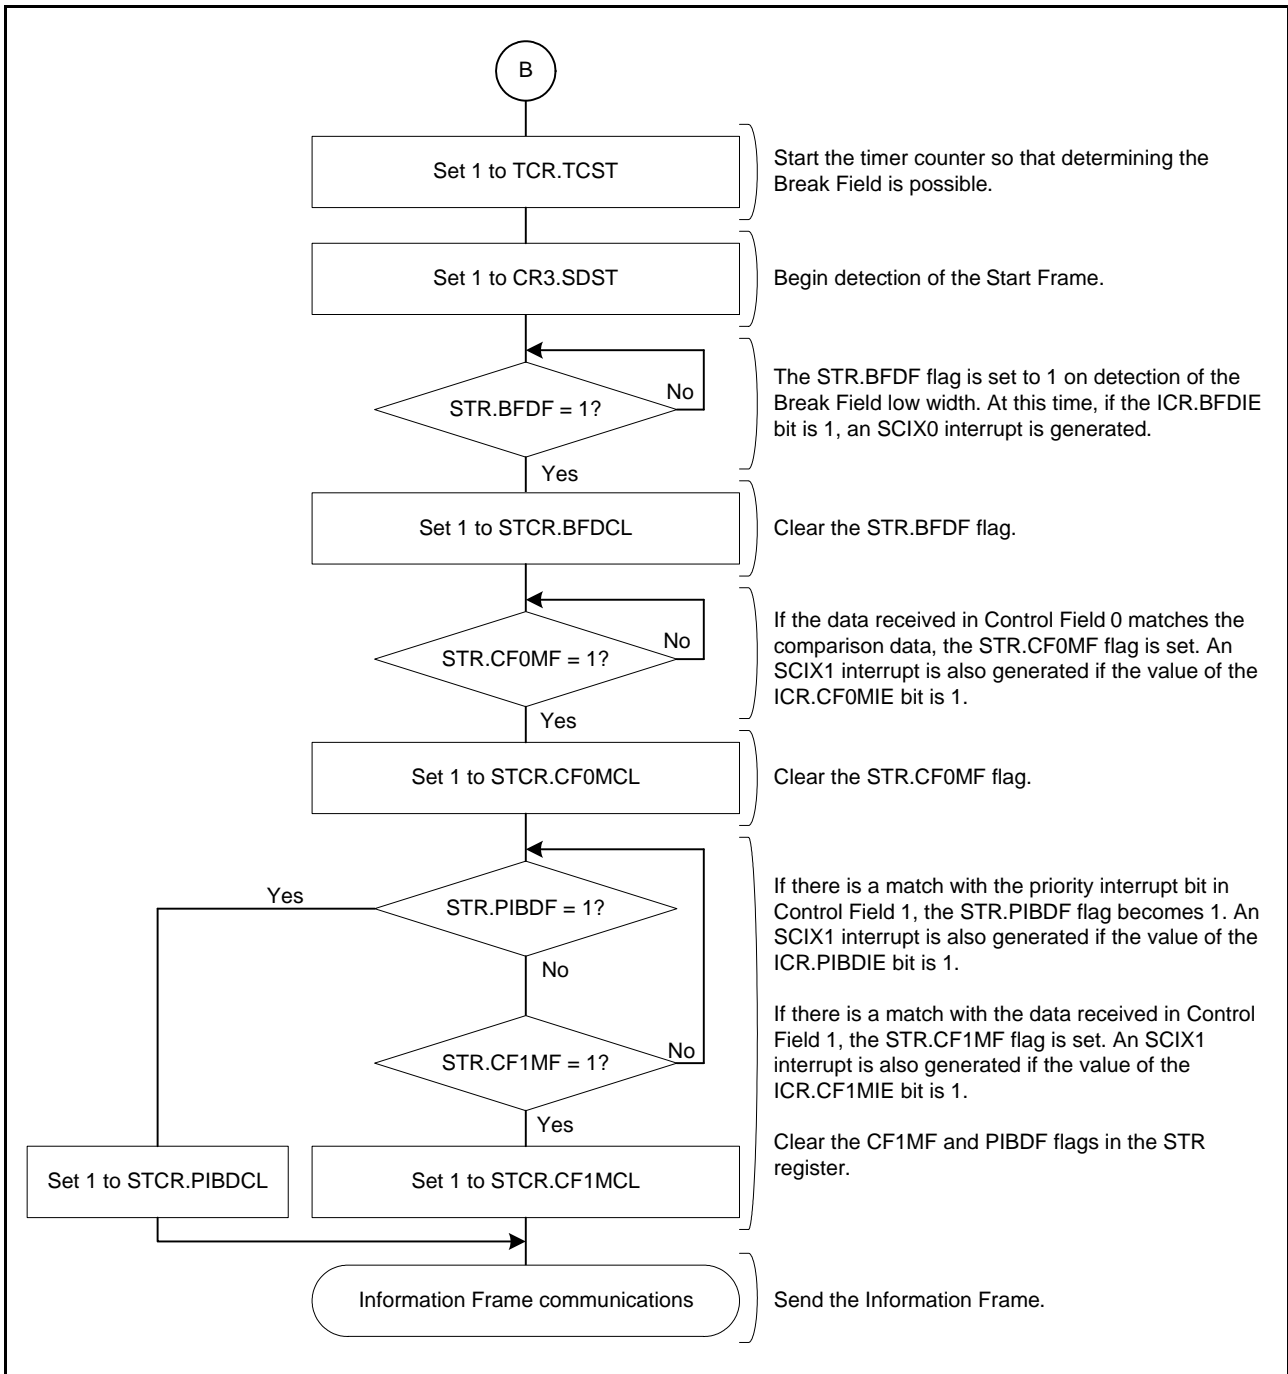 B
Set 1 to TCR.TCST
Start the timer counter so that determining the
Break Field is possible.
Set 1 to CR3.SDST
Begin detection of the Start Frame.
STR.BFDF = 1?
No
Yes
The STR.BFDF flag is set to 1 on detection of the
Break Field low width. At this time, if the ICR.BFDIE
bit is 1, an SCIX0 interrupt is generated.
Set 1 to STCR.BFDCL
Clear the STR.BFDF flag.
STR.CF0MF = 1?
No
Yes
If the data received in Control Field 0 matches the
comparison data, the STR.CF0MF flag is set. An
SCIX1 interrupt is also generated if the value of the
ICR.CF0MIE bit is 1.
Set 1 to STCR.CF0MCL
Clear the STR.CF0MF flag.
Yes
STR.PIBDF = 1?
No
If there is a match with the priority interrupt bit in
Control Field 1, the STR.PIBDF flag becomes 1. An
SCIX1 interrupt is also generated if the value of the
ICR.PIBDIE bit is 1.
STR.CF1MF = 1?
No
Yes
If there is a match with the data received in Control
Field 1, the STR.CF1MF flag is set. An SCIX1
interrupt is also generated if the value of the
ICR.CF1MIE bit is 1.
Set 1 to STCR.PIBDCL
Set 1 to STCR.CF1MCL
Clear the CF1MF and PIBDF flags in the STR
register.
Information Frame communications
Send the Information Frame.